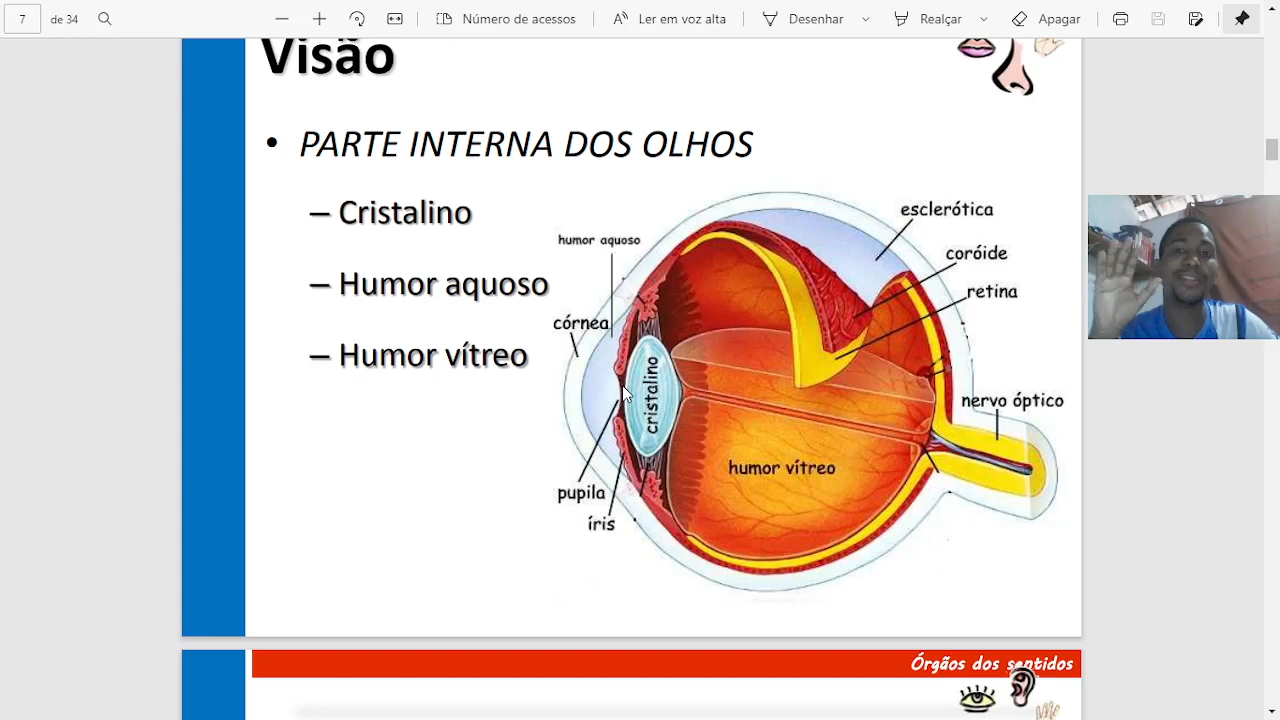 7 de 34 Número de acessos Ler em voz alta Desenhar Realçar Apagar
Visão
• PARTE INTERNA DOS OLHOS
– Cristalino
– Humor aquoso
– Humor vítreo
esclerótica
humor aquoso
coróide
retina
córnea
cristalino
nervo óptico
humor vítreo
pupila
íris
Órgãos dos sentidos